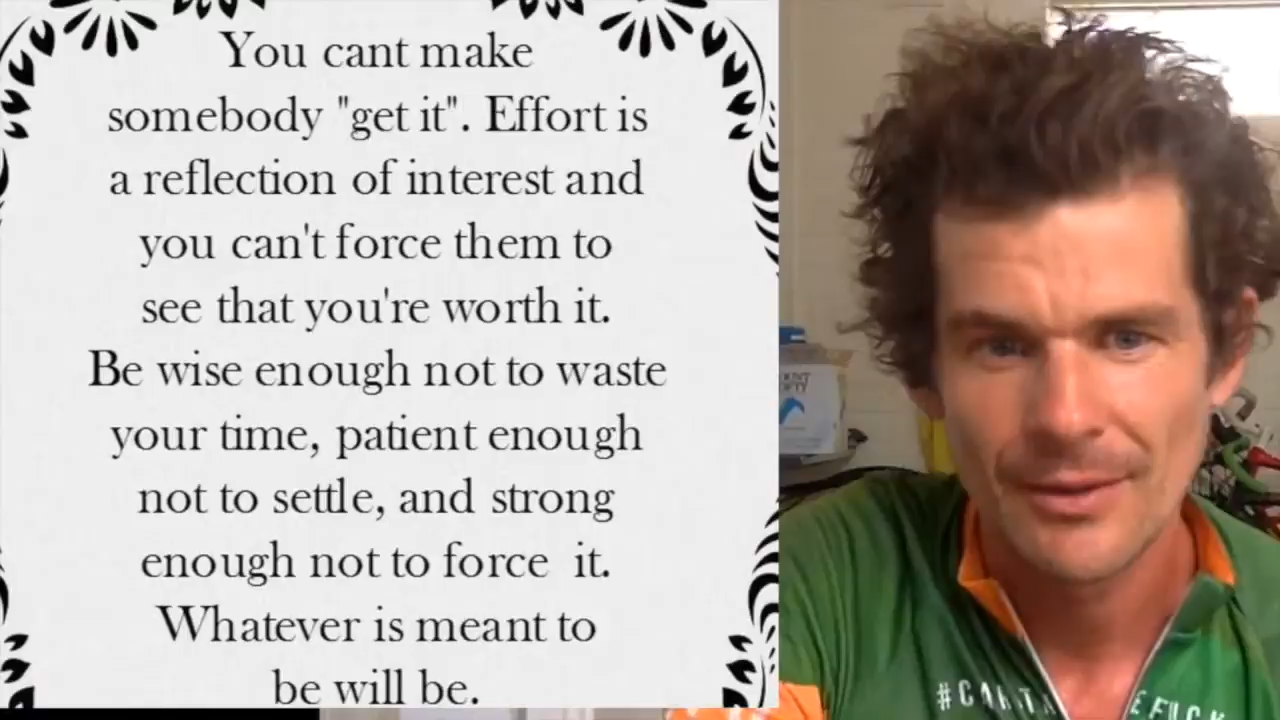 You cant make
somebody "get it". Effort is
a reflection of interest and
you can't force them to
see that you're worth it.
Be wise enough not to waste
your time, patient enough
not to settle, and strong
enough not to force it.
Whatever is meant to
be will be.